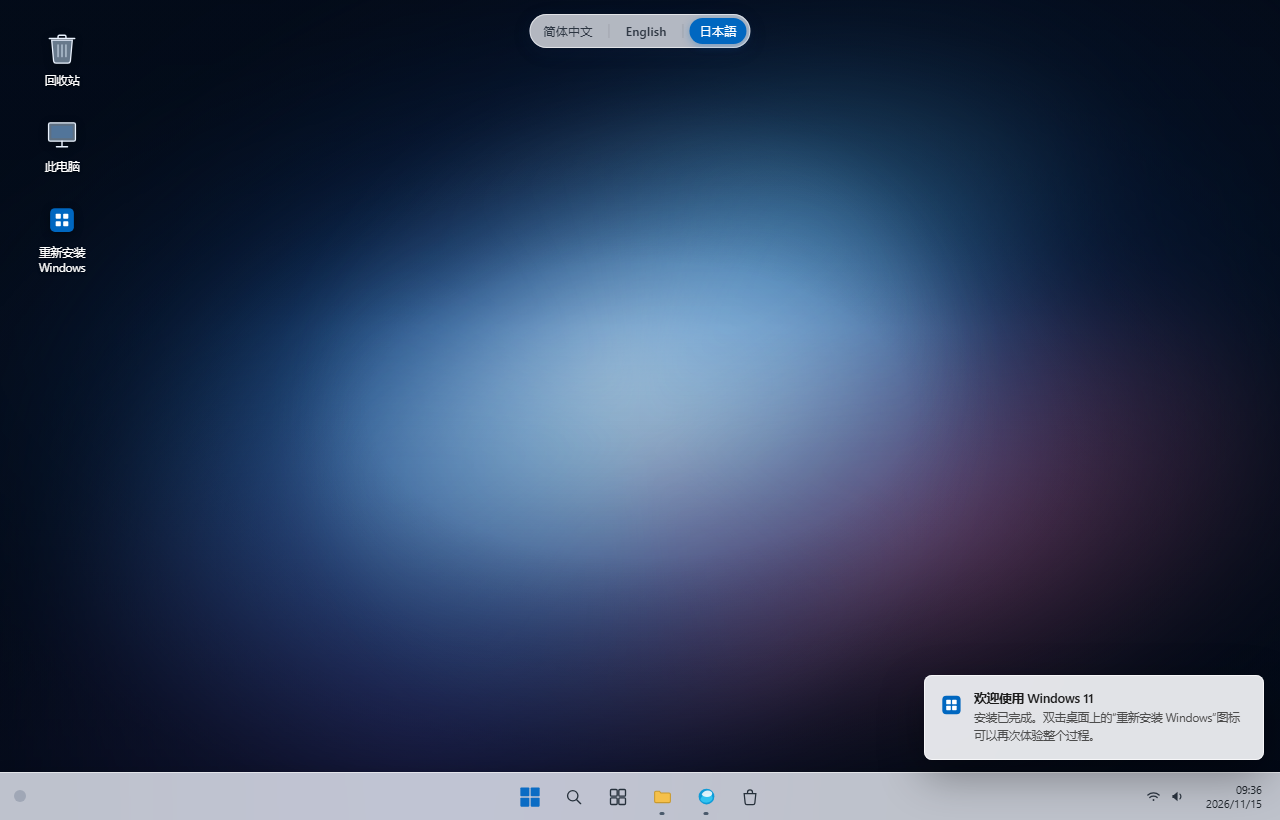 简体中文
English
日本語
回收站
此电脑
重新安装
Windows
欢迎使用 Windows 11
安装已完成。双击桌面上的"重新安装 Windows"图标
可以再次体验整个过程。
09:36
2026/11/15